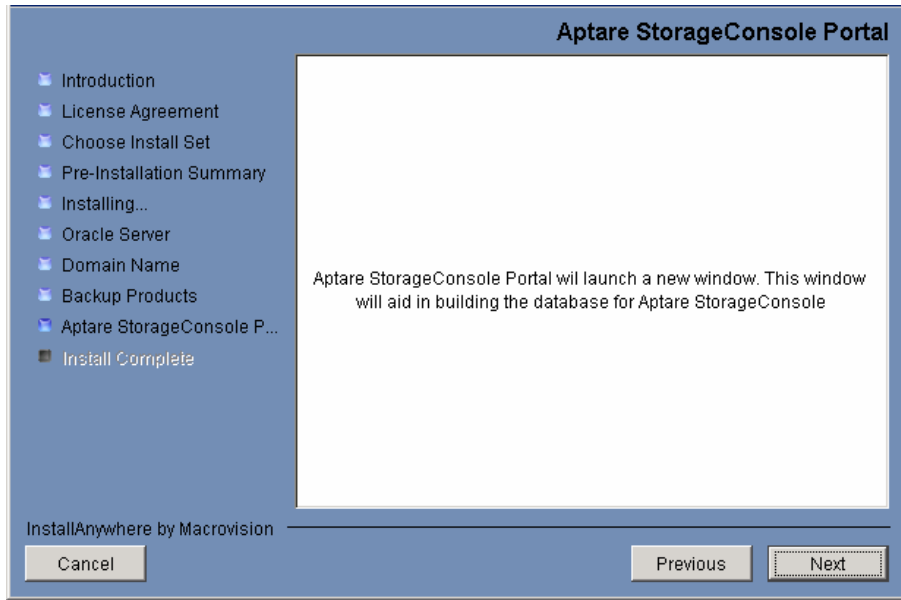 Aptare StorageConsole Portal
Introduction
License Agreement
Choose Install Set
Pre-Installation Summary
Installing...
Oracle Server
Domain Name
Backup Products
Aptare StorageConsole P...
Install Complete
Aptare StorageConsole Portal wil launch a new window. This window
will aid in building the database for Aptare StorageConsole
InstallAnywhere by Macrovision
Cancel
Previous
Next